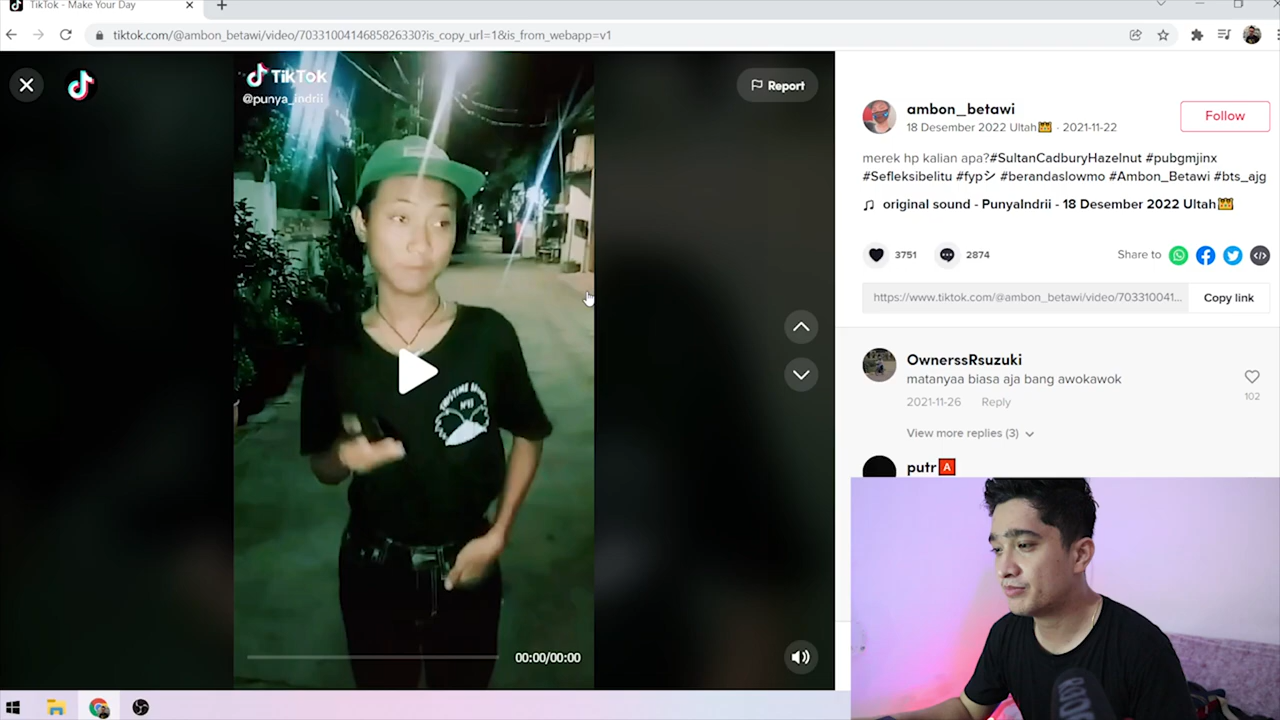 TikTok - Make Your Day
tiktok.com/@ambon_betawi/video/7033100414685826330?is_copy_url=1&is_from_webapp=v1
TikTok
@punya_indrii
Report
ambon_betawi
18 Desember 2022 Ultah👑 · 2021-11-22
Follow
merek hp kalian apa?#SultanCadburyHazelnut #pubgmjinx
#Sefleksibelitu #fypシ #berandaslowmo #Ambon_Betawi #bts_ajg
original sound - PunyaIndrii - 18 Desember 2022 Ultah👑
3751
2874
Share to
https://www.tiktok.com/@ambon_betawi/video/703310041...
Copy link
OwnerssRsuzuki
matanyaa biasa aja bang awokawok
2021-11-26
Reply
102
View more replies (3)
putr🅰
00:00/00:00